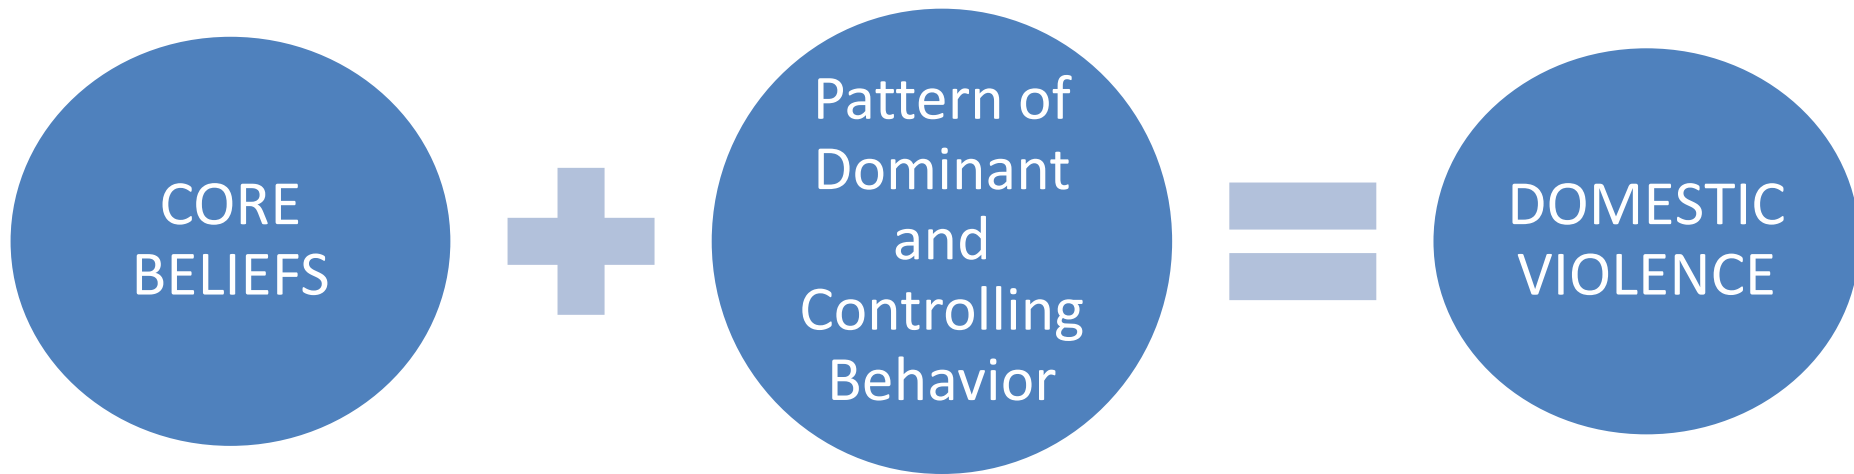 CORE
BELIEFS
Pattern of
Dominant
and
Controlling
Behavior
DOMESTIC
VIOLENCE